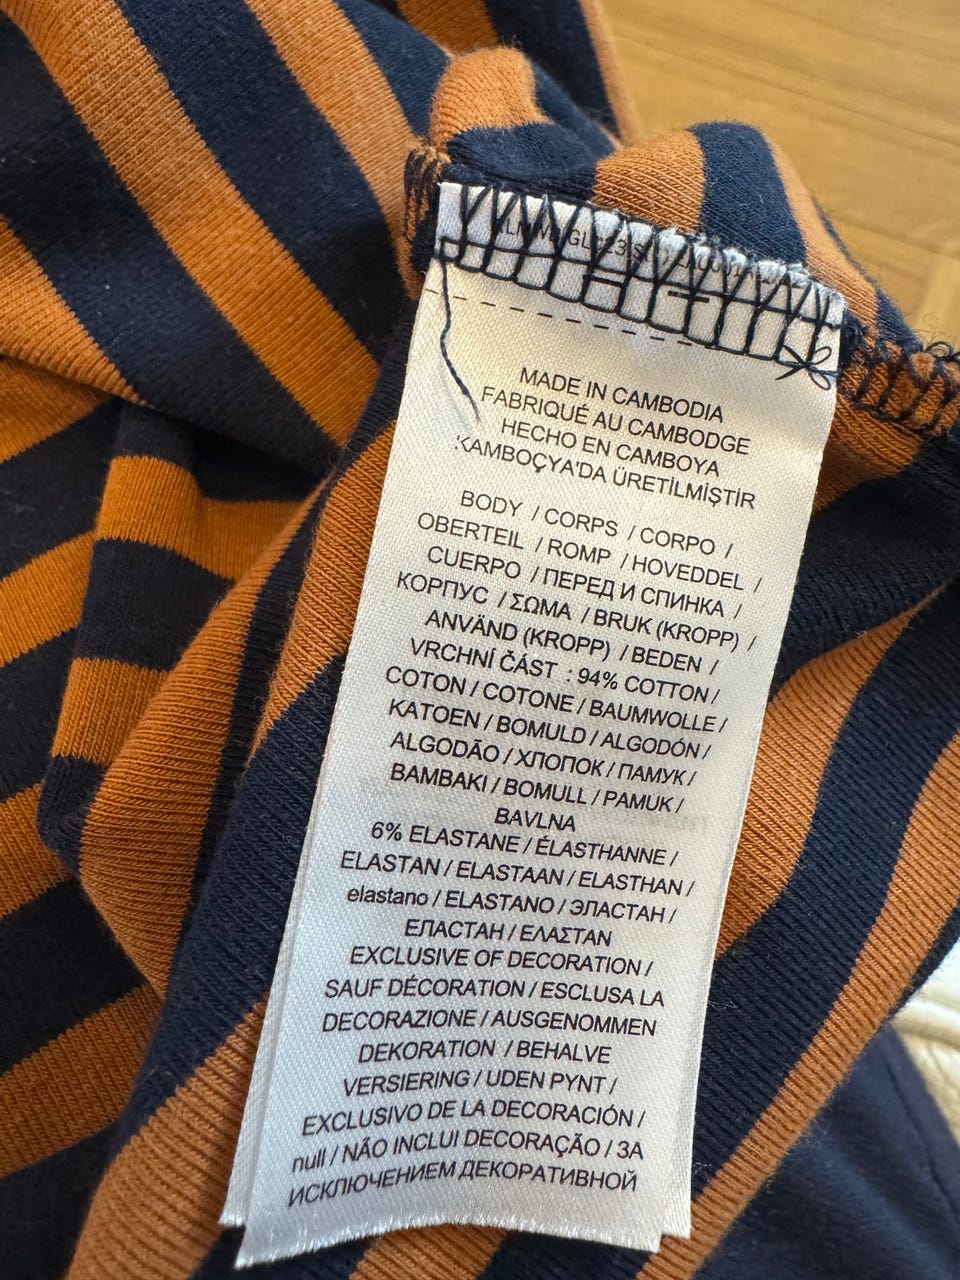 MADE IN CAMBODIA
FABRIQUÉ AU CAMBODGE
HECHO EN CAMBOYA
KAMBOÇYA'DA ÜRETİLMİŞTİR
BODY / CORPS / CORPO /
OBERTEIL / ROMP / HOVEDDEL /
CUERPO / ПЕРЕД И СПИНКА /
КОРПУС / ΣΩΜΑ / BRUK (KROPP) /
ANVÄND (KROPP) / BEDEN /
VRCHNÍ ČÁST : 94% COTTON /
COTON / COTONE / BAUMWOLLE /
KATOEN / BOMULD / ALGODÓN /
ALGODÃO / ХЛОПОК / ПАМУК /
BAMBAKI / BOMULL / PAMUK /
BAVLNA
6% ELASTANE / ÉLASTHANNE /
ELASTAN / ELASTAAN / ELASTHAN /
elastano / ELASTANO / ЭЛАСТАН /
ЕЛАСТАН / ΕΛΑΣΤΑΝ
EXCLUSIVE OF DECORATION /
SAUF DÉCORATION / ESCLUSA LA
DECORAZIONE / AUSGENOMMEN
DEKORATION / BEHALVE
VERSIERING / UDEN PYNT /
EXCLUSIVO DE LA DECORACIÓN /
null / NÃO INCLUI DECORAÇÃO / ЗА
ИСКЛЮЧЕНИЕМ ДЕКОРАТИВНОЙ